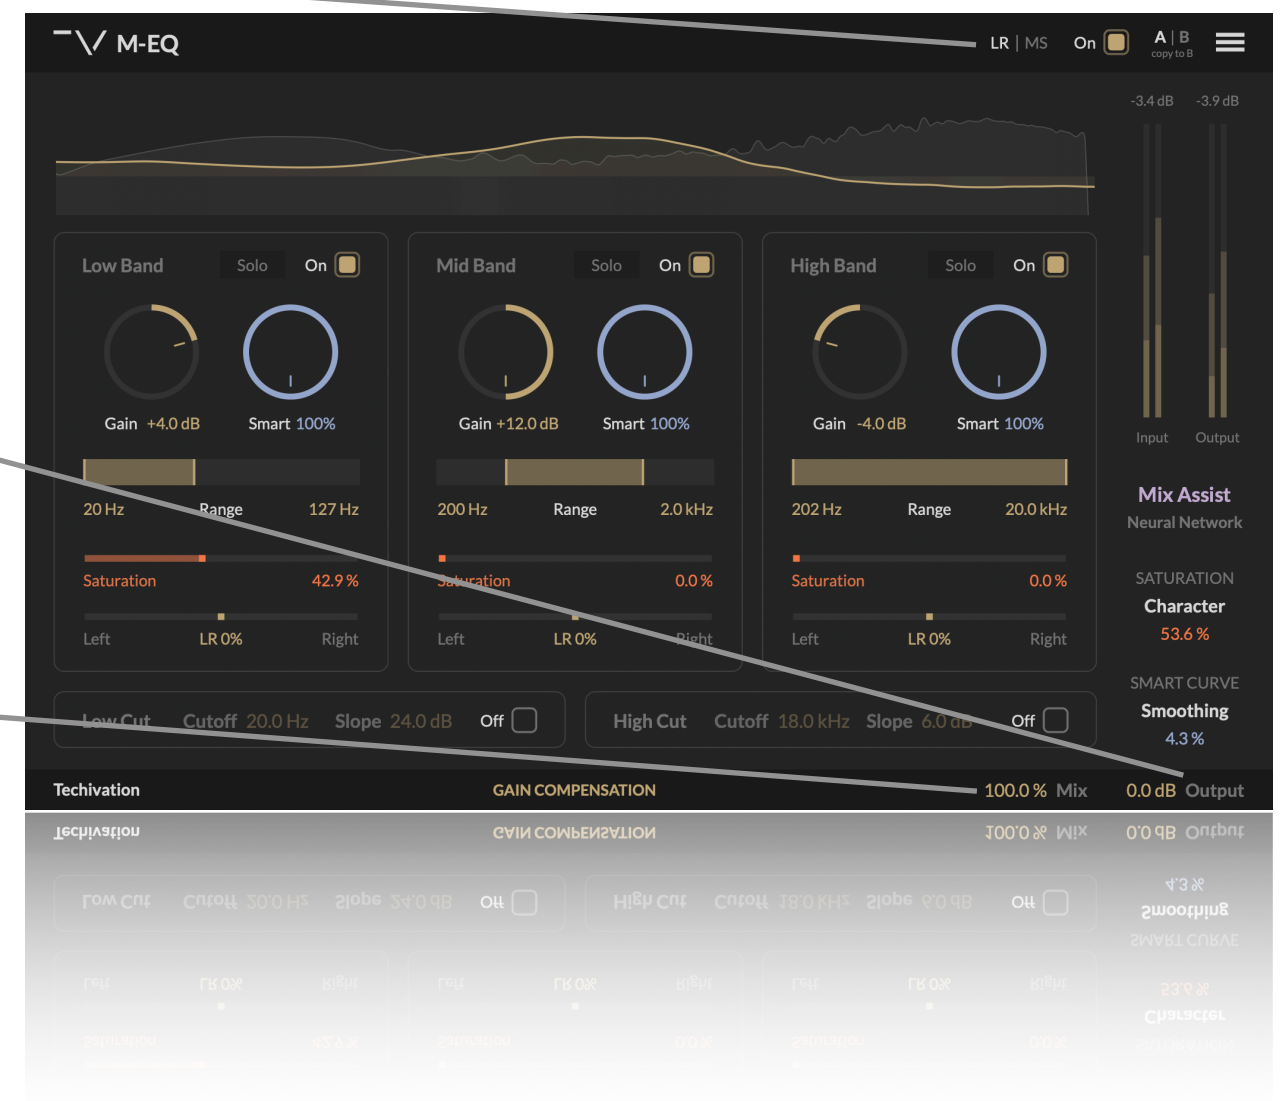 M-EQ
LR | MS On A | B
copy to B
-3.4 dB -3.9 dB
Low Band Solo On
Mid Band Solo On
High Band Solo On
Gain +4.0 dB Smart 100%
Gain +12.0 dB Smart 100%
Gain -4.0 dB Smart 100%
Input Output
20 Hz Range 127 Hz
200 Hz Range 2.0 kHz
202 Hz Range 20.0 kHz
Mix Assist
Neural Network
Saturation 42.9 %
Saturation 0.0 %
Saturation 0.0 %
SATURATION
Character
53.6 %
Left LR 0% Right
Left LR 0% Right
Left LR 0% Right
SMART CURVE
Smoothing
4.3 %
Low Cut Cutoff 20.0 Hz Slope 24.0 dB Off
High Cut Cutoff 18.0 kHz Slope 6.0 dB Off
Techivation GAIN COMPENSATION 100.0 % Mix 0.0 dB Output